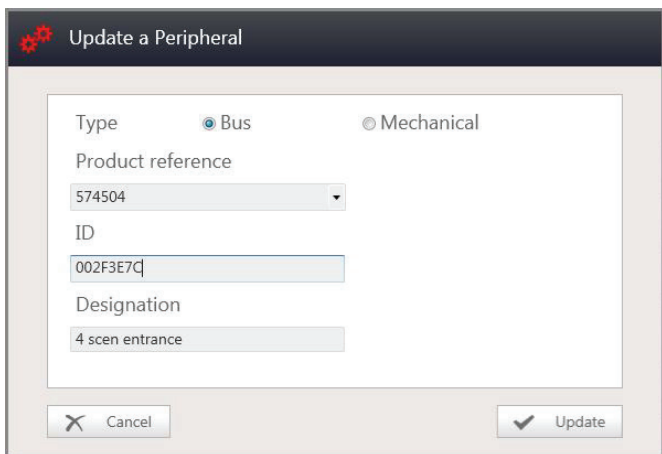 Update a Peripheral
Type Bus Mechanical
Product reference
574504
ID
002F3E7C
Designation
4 scen entrance
Cancel Update